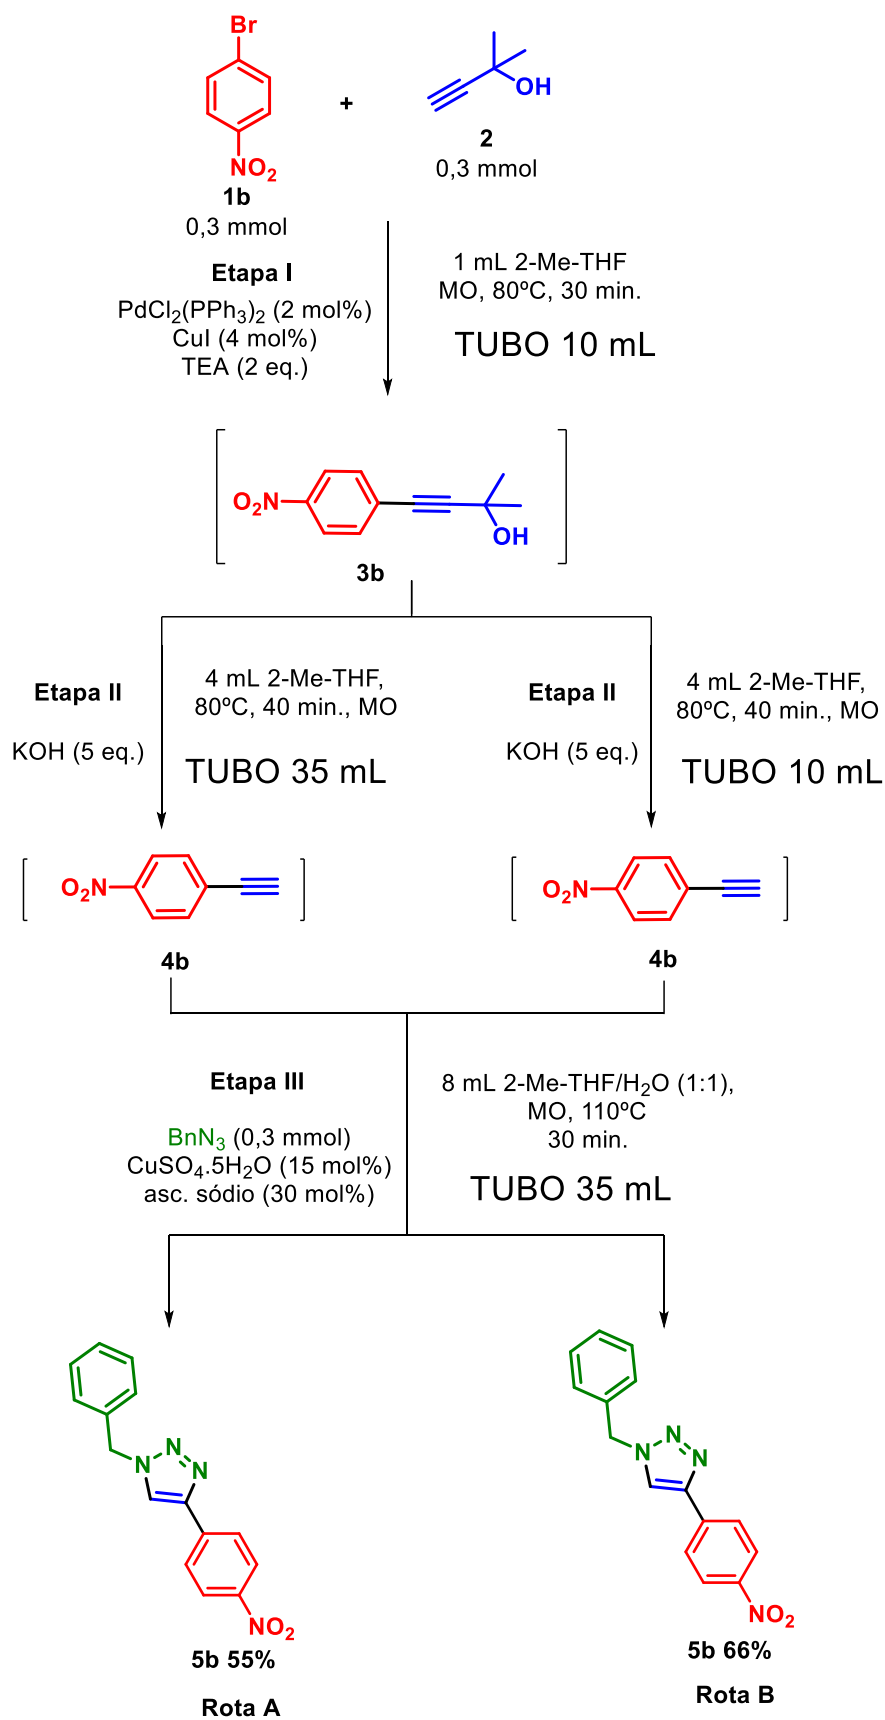 Br
NO2
1b
0,3 mmol
+
OH
2
0,3 mmol
Etapa I
PdCl2(PPh3)2 (2 mol%)
CuI (4 mol%)
TEA (2 eq.)
1 mL 2-Me-THF
MO, 80ºC, 30 min.
TUBO 10 mL
O2N
OH
3b
Etapa II
KOH (5 eq.)
4 mL 2-Me-THF,
80ºC, 40 min., MO
TUBO 35 mL
Etapa II
KOH (5 eq.)
4 mL 2-Me-THF,
80ºC, 40 min., MO
TUBO 10 mL
O2N
4b
O2N
4b
Etapa III
BnN3 (0,3 mmol)
CuSO4.5H2O (15 mol%)
asc. sódio (30 mol%)
8 mL 2-Me-THF/H2O (1:1),
MO, 110ºC
30 min.
TUBO 35 mL
N
N
N
NO2
5b 55%
Rota A
N
N
N
NO2
5b 66%
Rota B